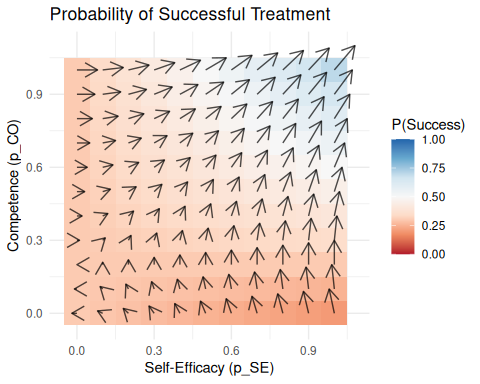 Probability of Successful Treatment
Competence (p_CO)
0.9
0.6
0.3
0.0
0.0 0.3 0.6 0.9
Self-Efficacy (p_SE)
P(Success)
1.00
0.75
0.50
0.25
0.00